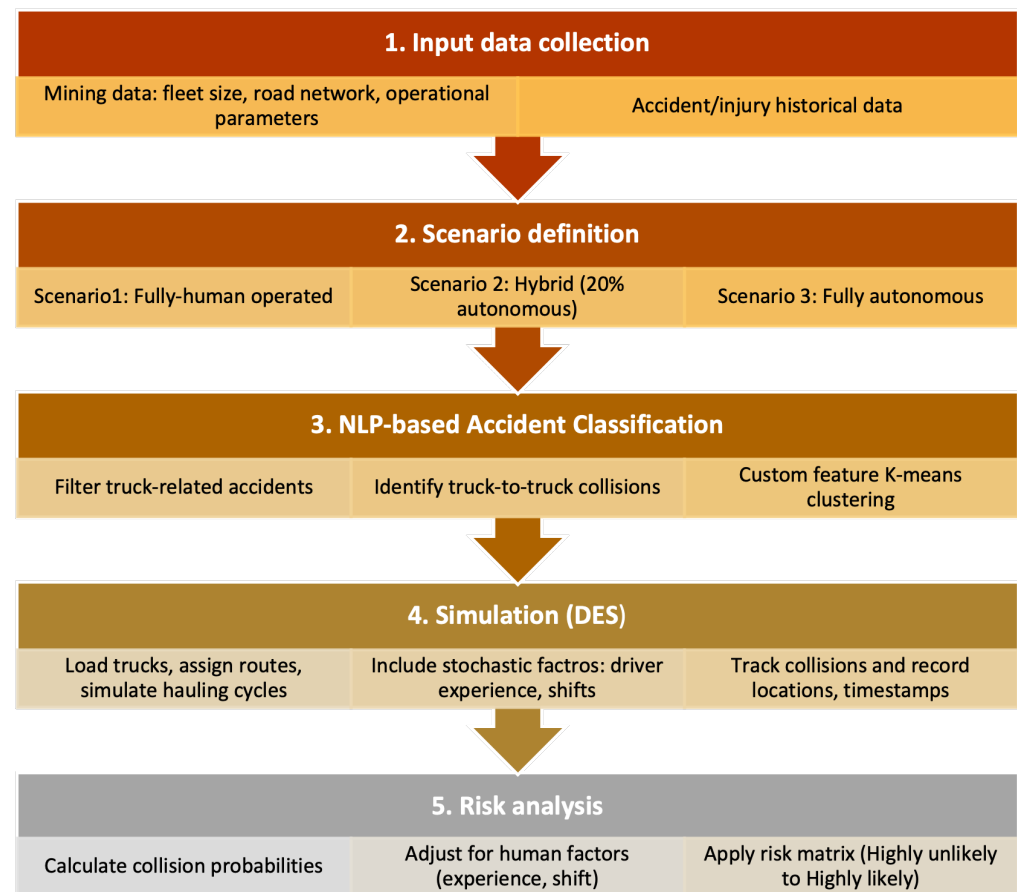 1. Input data collection
Mining data: fleet size, road network, operational
parameters
Accident/injury historical data
2. Scenario definition
Scenario1: Fully-human operated
Scenario 2: Hybrid (20%
autonomous)
Scenario 3: Fully autonomous
3. NLP-based Accident Classification
Filter truck-related accidents
Identify truck-to-truck collisions
Custom feature K-means
clustering
4. Simulation (DES)
Load trucks, assign routes,
simulate hauling cycles
Include stochastic factros: driver
experience, shifts
Track collisions and record
locations, timestamps
5. Risk analysis
Calculate collision probabilities
Adjust for human factors
(experience, shift)
Apply risk matrix (Highly unlikely
to Highly likely)